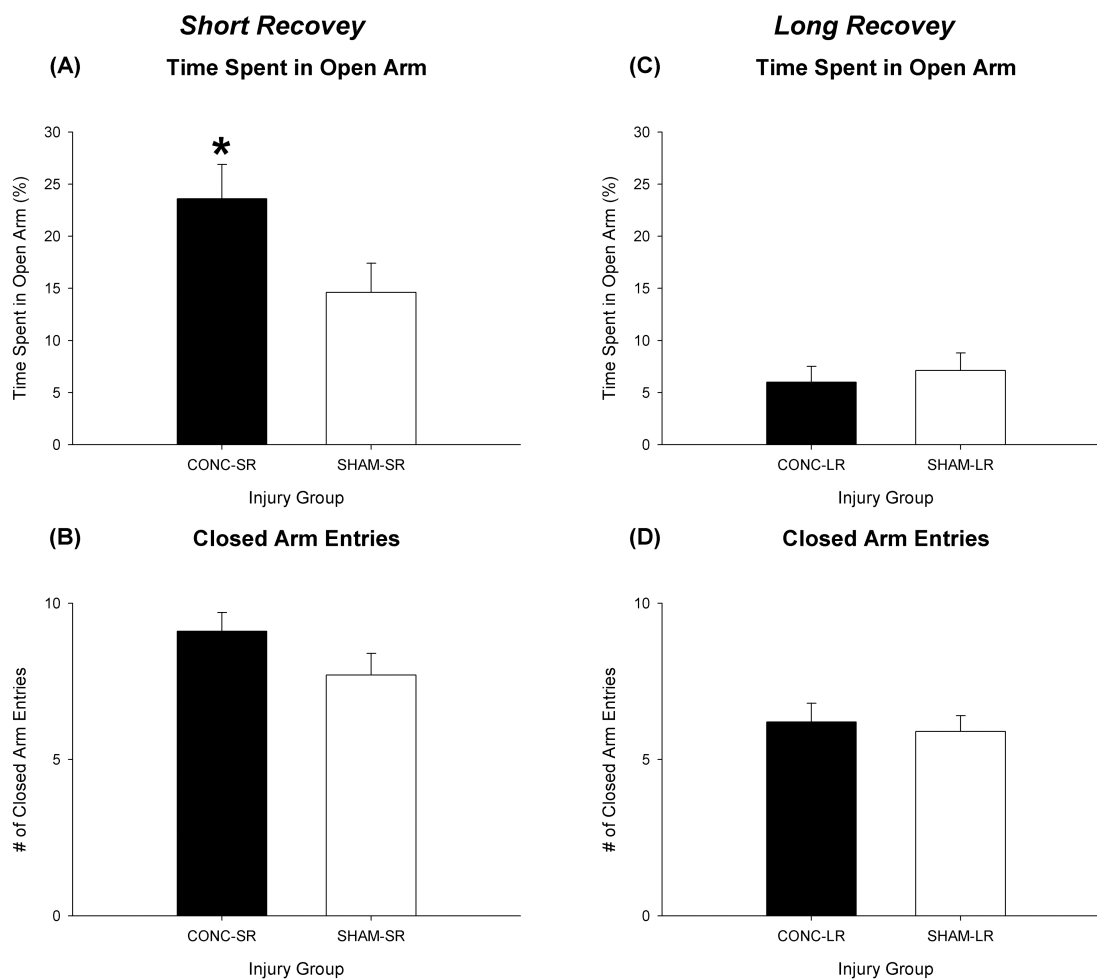 Short Recovey
Long Recovey
(A) Time Spent in Open Arm
Time Spent in Open Arm (%)
30
25
20
15
10
5
0
*
CONC-SR SHAM-SR
Injury Group
(C) Time Spent in Open Arm
Time Spent in Open Arm (%)
30
25
20
15
10
5
0
CONC-LR SHAM-LR
Injury Group
(B) Closed Arm Entries
# of Closed Arm Entries
10
5
0
CONC-SR SHAM-SR
Injury Group
(D) Closed Arm Entries
# of Closed Arm Entries
10
5
0
CONC-LR SHAM-LR
Injury Group